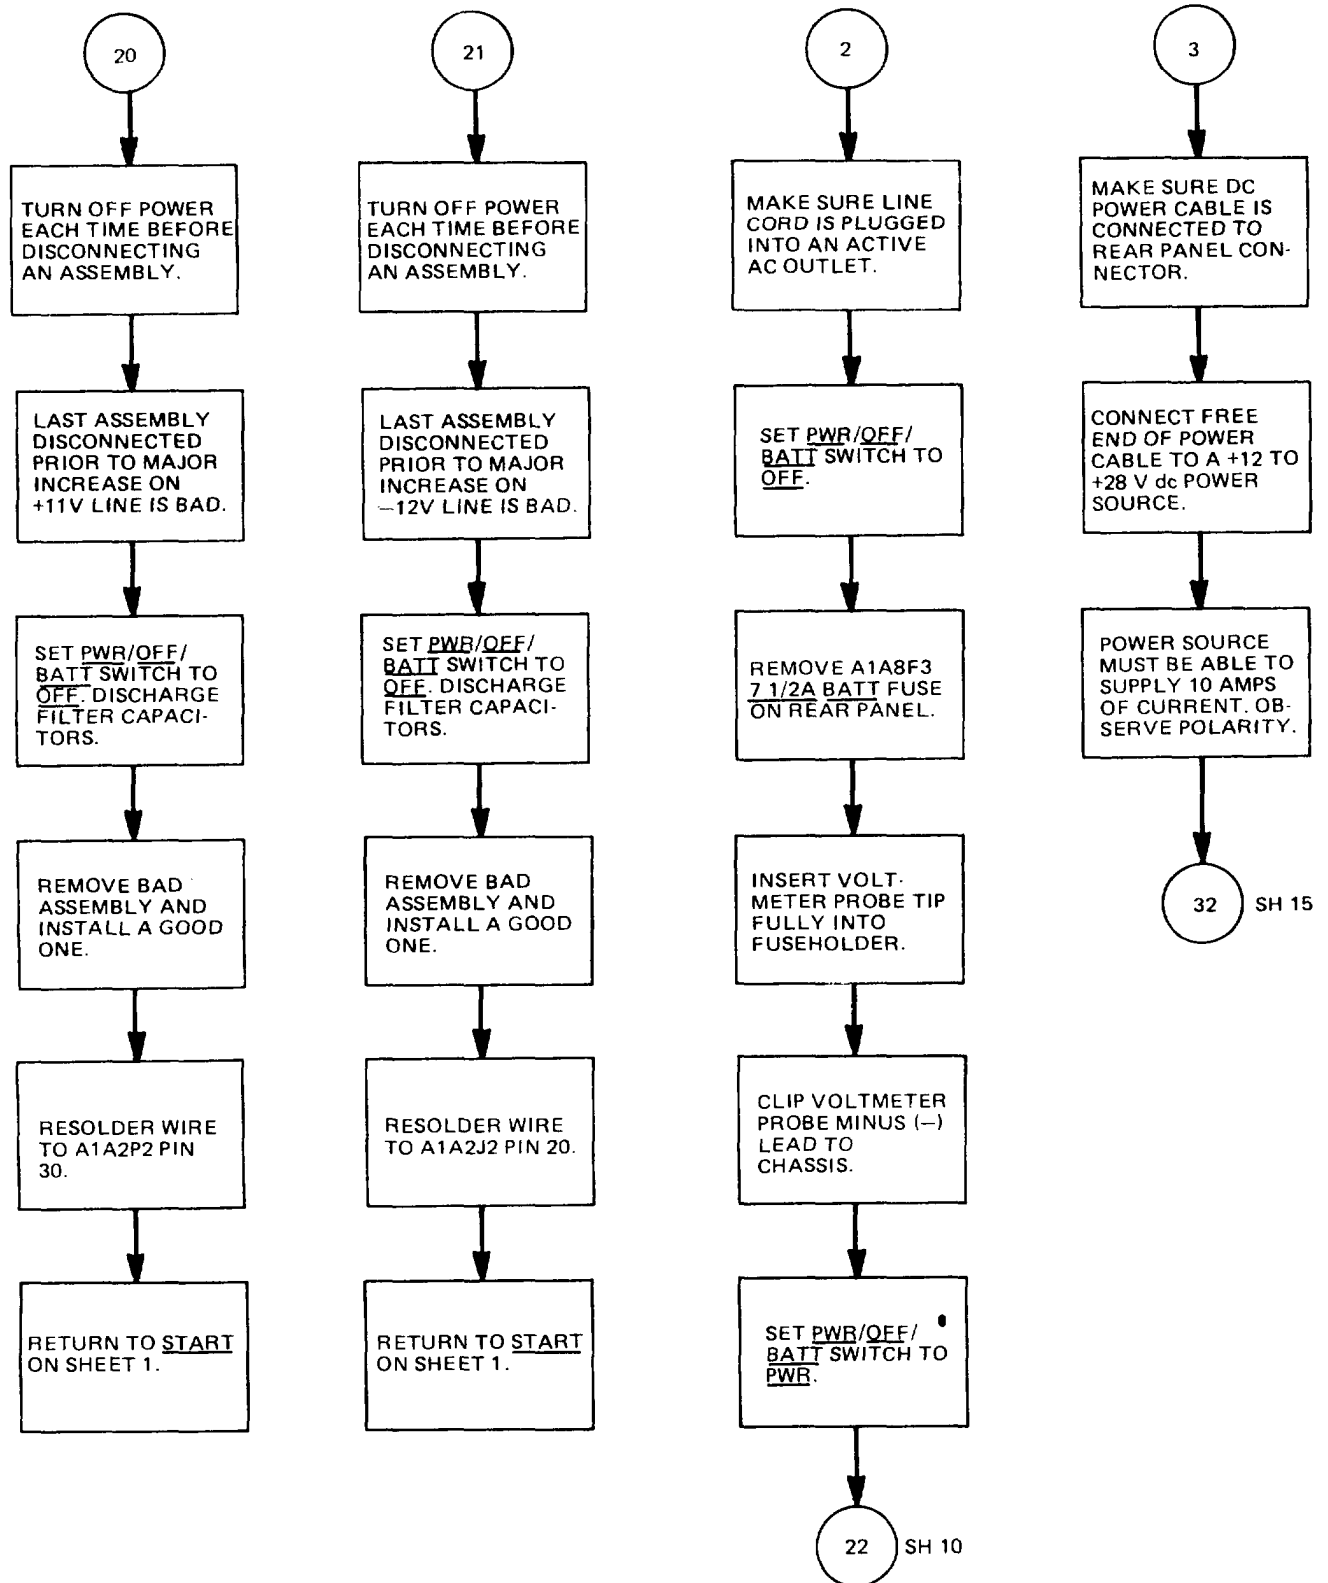 20
TURN OFF POWER
EACH TIME BEFORE
DISCONNECTING
AN ASSEMBLY.
LAST ASSEMBLY
DISCONNECTED
PRIOR TO MAJOR
INCREASE ON
+11V LINE IS BAD.
SET PWR/OFF/
BATT SWITCH TO
OFF. DISCHARGE
FILTER CAPACI-
TORS.
REMOVE BAD
ASSEMBLY AND
INSTALL A GOOD
ONE.
RESOLDER WIRE
TO A1A2P2 PIN
30.
RETURN TO START
ON SHEET 1.
21
TURN OFF POWER
EACH TIME BEFORE
DISCONNECTING
AN ASSEMBLY.
LAST ASSEMBLY
DISCONNECTED
PRIOR TO MAJOR
INCREASE ON
—12V LINE IS BAD.
SET PWR/OFF/
BATT SWITCH TO
OFF. DISCHARGE
FILTER CAPACI-
TORS.
REMOVE BAD
ASSEMBLY AND
INSTALL A GOOD
ONE.
RESOLDER WIRE
TO A1A2J2 PIN 20.
RETURN TO START
ON SHEET 1.
2
MAKE SURE LINE
CORD IS PLUGGED
INTO AN ACTIVE
AC OUTLET.
SET PWR/OFF/
BATT SWITCH TO
OFF.
REMOVE A1A8F3
7 1/2A BATT FUSE
ON REAR PANEL.
INSERT VOLT-
METER PROBE TIP
FULLY INTO
FUSEHOLDER.
CLIP VOLTMETER
PROBE MINUS (—)
LEAD TO
CHASSIS.
SET PWR/OFF/
BATT SWITCH TO
PWR.
22 SH 10
3
MAKE SURE DC
POWER CABLE IS
CONNECTED TO
REAR PANEL CON-
NECTOR.
CONNECT FREE
END OF POWER
CABLE TO A +12 TO
+28 V dc POWER
SOURCE.
POWER SOURCE
MUST BE ABLE TO
SUPPLY 10 AMPS
OF CURRENT. OB-
SERVE POLARITY.
32 SH 15